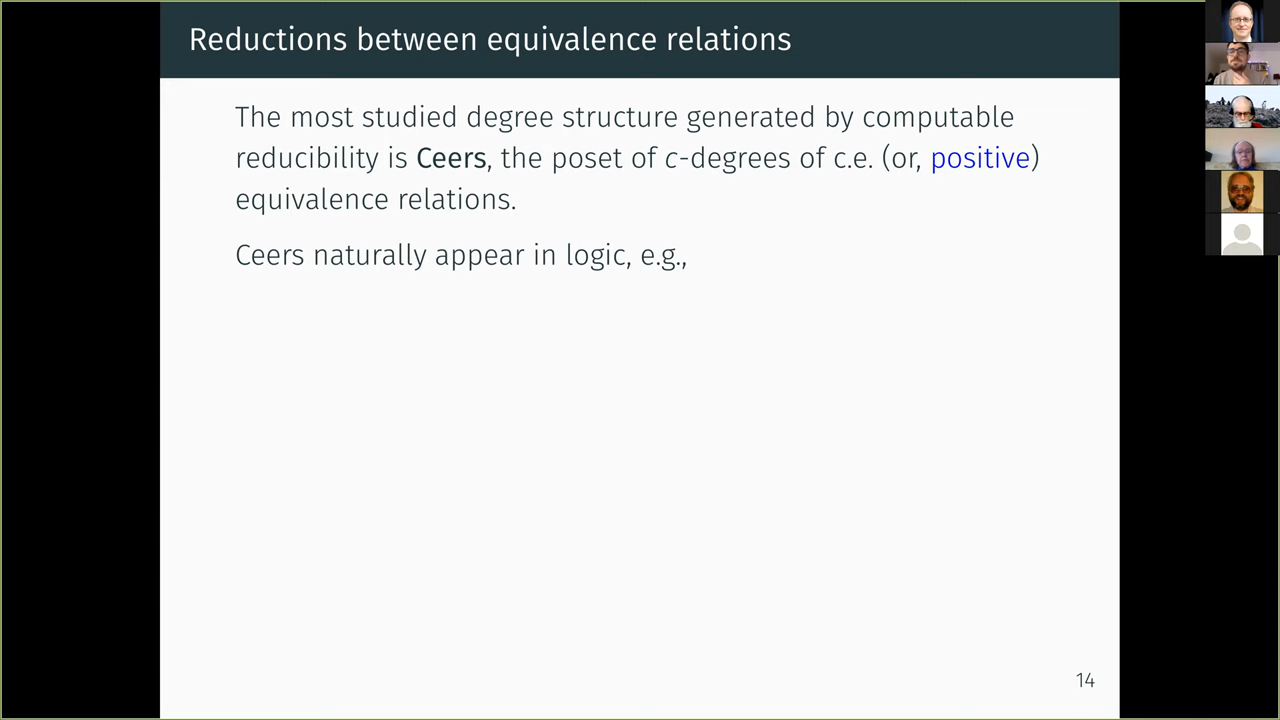 Reductions between equivalence relations
The most studied degree structure generated by computable
reducibility is Ceers, the poset of c-degrees of c.e. (or, positive)
equivalence relations.
Ceers naturally appear in logic, e.g.,
14